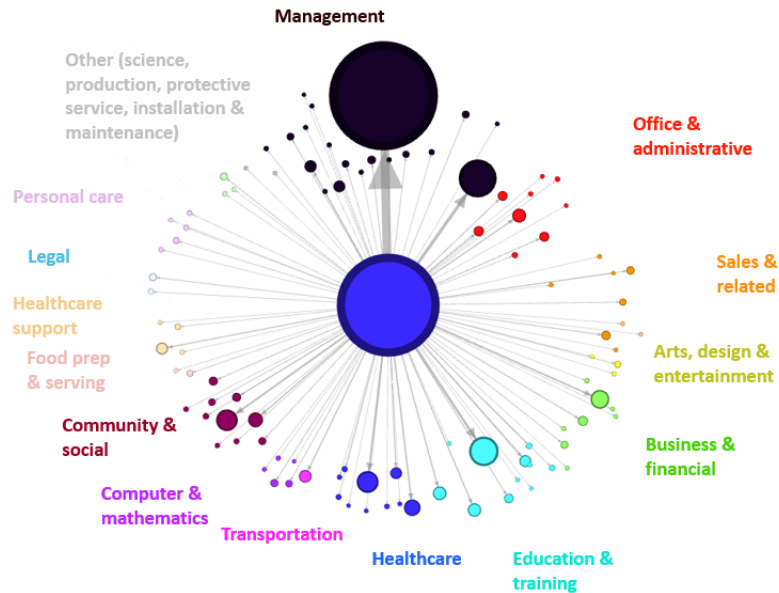 Management
Other (science,
production, protective
service, installation &
maintenance)
Office &
administrative
Personal care
Legal
Sales &
related
Healthcare
support
Food prep
& serving
Arts, design &
entertainment
Community &
social
Business &
financial
Computer &
mathematics
Transportation
Healthcare
Education &
training